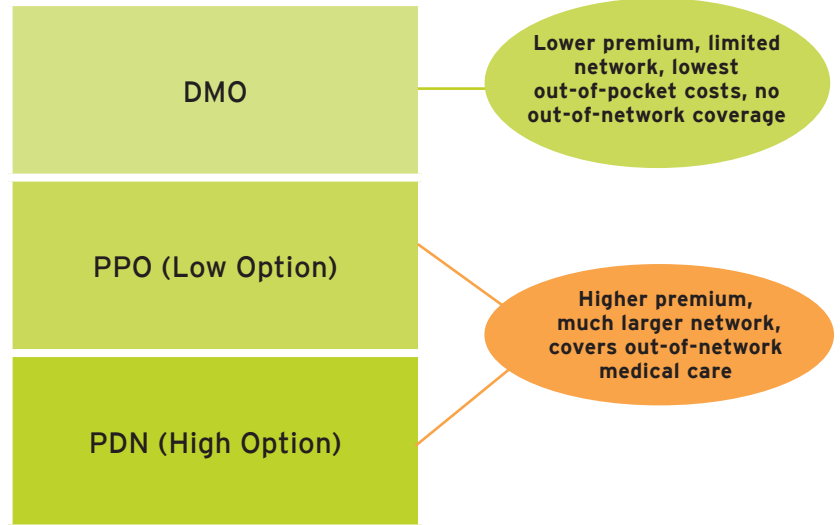 DMO
Lower premium, limited
network, lowest
out-of-pocket costs, no
out-of-network coverage
PPO (Low Option)
Higher premium,
much larger network,
covers out-of-network
medical care
PDN (High Option)